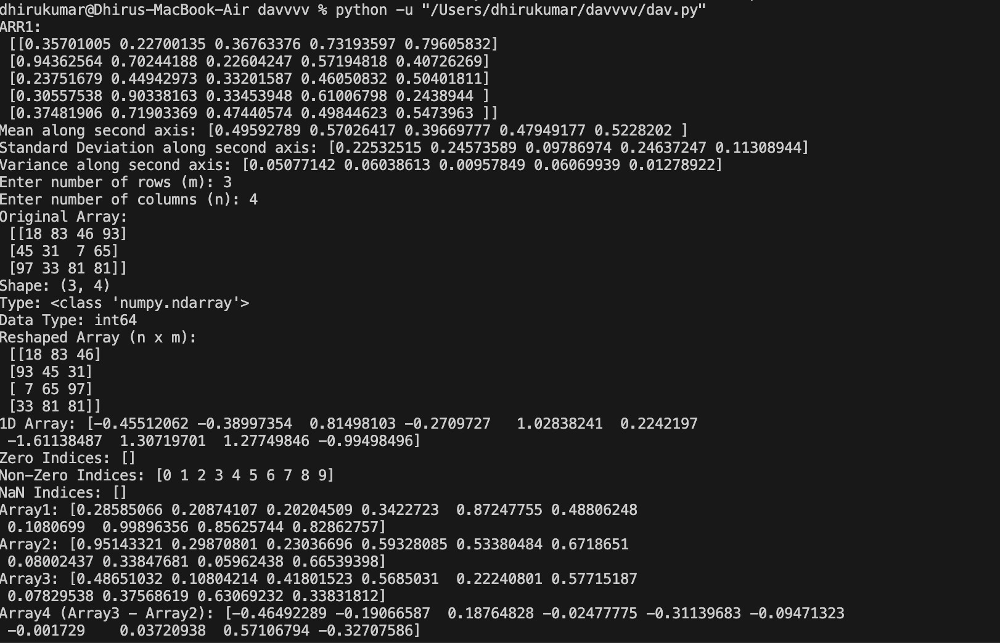 dhirukumar@Dhirus-MacBook-Air davvvv % python -u "/Users/dhirukumar/davvvv/dav.py"
ARR1:
 [[0.35701005 0.22700135 0.36763376 0.73193597 0.79605832]
 [0.94362564 0.70244188 0.22604247 0.57194818 0.40726269]
 [0.23751679 0.44942973 0.33201587 0.46050832 0.50401811]
 [0.30557538 0.90338163 0.33453948 0.61006798 0.2438944 ]
 [0.37481906 0.71903369 0.47440574 0.49844623 0.5473963 ]]
Mean along second axis: [0.49592789 0.57026417 0.39669777 0.47949177 0.5228202 ]
Standard Deviation along second axis: [0.22532515 0.24573589 0.09786974 0.24637247 0.11308944]
Variance along second axis: [0.05077142 0.06038613 0.00957849 0.06069939 0.01278922]
Enter number of rows (m): 3
Enter number of columns (n): 4
Original Array:
 [[18 83 46 93]
 [45 31  7 65]
 [97 33 81 81]]
Shape: (3, 4)
Type: <class 'numpy.ndarray'>
Data Type: int64
Reshaped Array (n x m):
 [[18 83 46]
 [93 45 31]
 [ 7 65 97]
 [33 81 81]]
1D Array: [-0.45512062 -0.38997354  0.81498103 -0.2709727   1.02838241  0.2242197
 -1.61138487  1.30719701  1.27749846 -0.99498496]
Zero Indices: []
Non-Zero Indices: [0 1 2 3 4 5 6 7 8 9]
NaN Indices: []
Array1: [0.28585066 0.20874107 0.20204509 0.3422723  0.87247755 0.48806248
 0.1080699  0.99896356 0.85625744 0.82862757]
Array2: [0.95143321 0.29870801 0.23036696 0.59328085 0.53380484 0.6718651
 0.08002437 0.33847681 0.05962438 0.66539398]
Array3: [0.48651032 0.10804214 0.41801523 0.5685031  0.22240801 0.57715187
 0.07829538 0.37568619 0.63069232 0.33831812]
Array4 (Array3 - Array2): [-0.46492289 -0.19066587  0.18764828 -0.02477775 -0.31139683 -0.09471323
 -0.001729    0.03720938  0.57106794 -0.32707586]